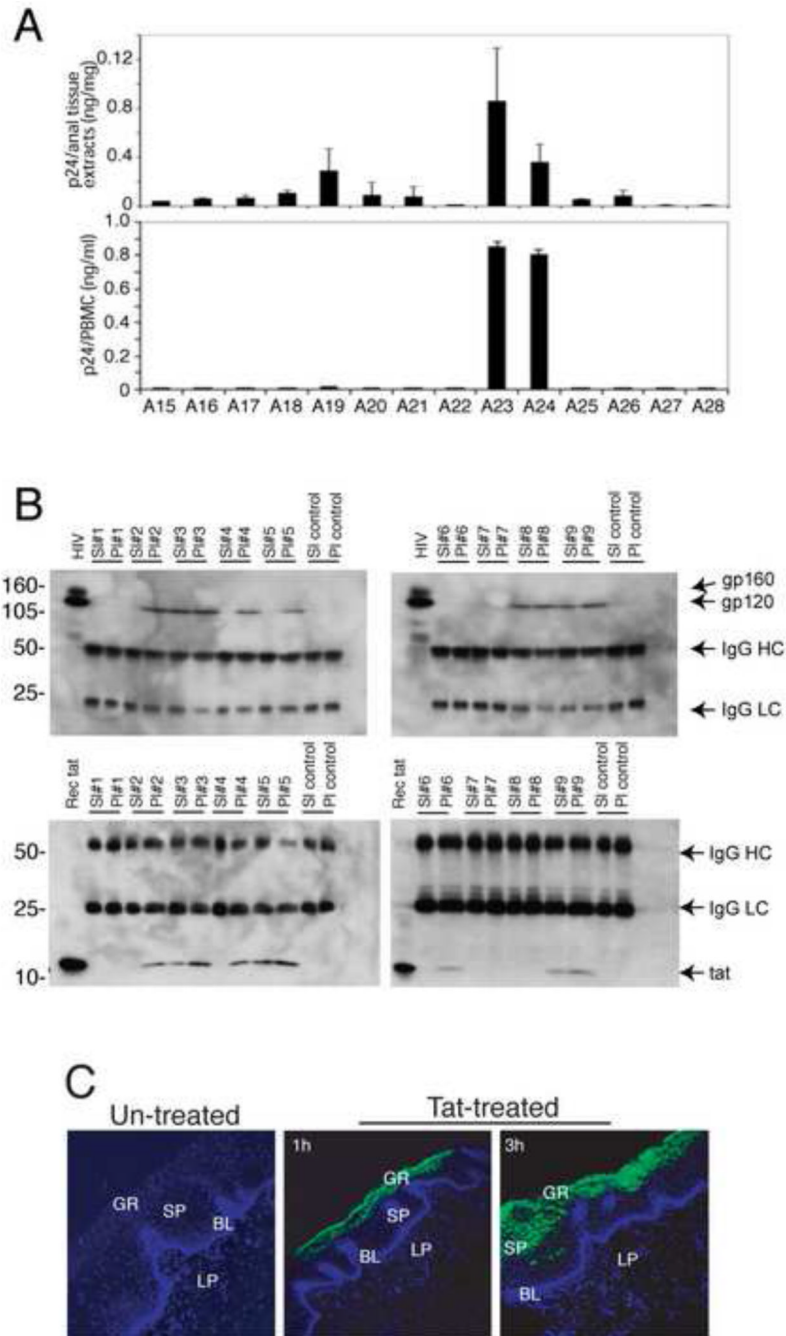 A
p24/anal tissue
extracts (ng/mg)
0.12
0.8
0.4
0
p24/PBMC (ng/ml)
1.0
0.8
0.6
0.4
0.2
0
A15 A16 A17 A18 A19 A20 A21 A22 A23 A24 A25 A26 A27 A28
B
HIV SI#1 PI#1 SI#2 PI#2 SI#3 PI#3 SI#4 PI#4 SI#5 PI#5 SI control PI control
HIV SI#6 PI#6 SI#7 PI#7 SI#8 PI#8 SI#9 PI#9 SI control PI control
160-
105-
50-
25-
gp160
gp120
IgG HC
IgG LC
Rec tat SI#1 PI#1 SI#2 PI#2 SI#3 PI#3 SI#4 PI#4 SI#5 PI#5 SI control PI control
Rec tat SI#6 PI#6 SI#7 PI#7 SI#8 PI#8 SI#9 PI#9 SI control PI control
50-
25-
10-
IgG HC
IgG LC
tat
C
Un-treated
Tat-treated
GR SP BL LP
1h GR SP BL LP
3h GR SP BL LP